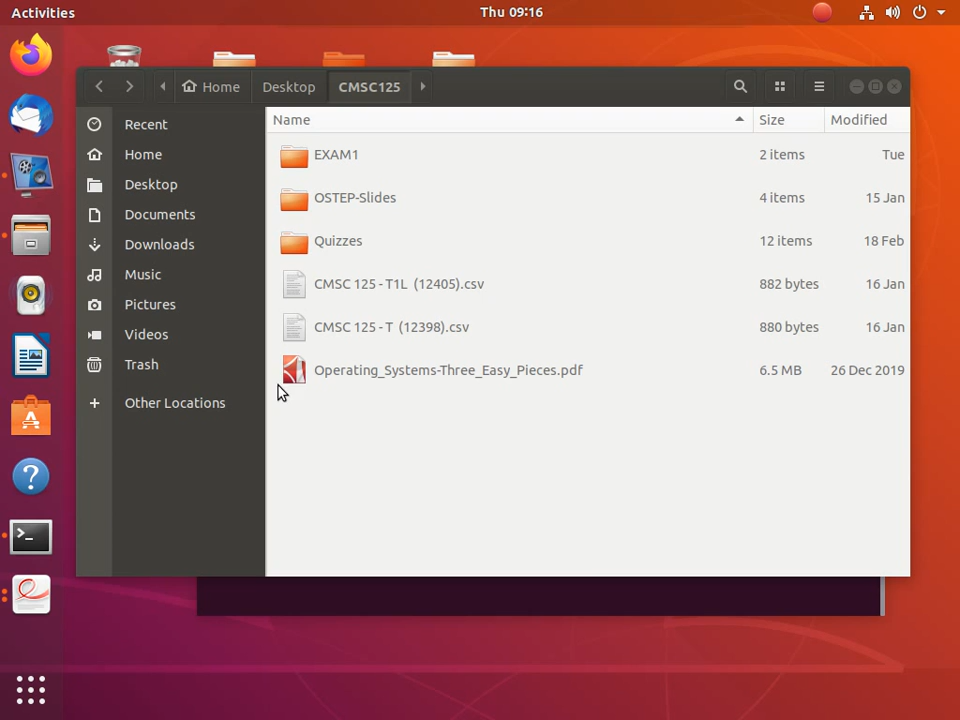 Activities
Thu 09:16
Home
Desktop
CMSC125
Recent
Home
Desktop
Documents
Downloads
Music
Pictures
Videos
Trash
+ Other Locations
Name Size Modified
EXAM1 2 items Tue
OSTEP-Slides 4 items 15 Jan
Quizzes 12 items 18 Feb
CMSC 125 - T1L (12405).csv 882 bytes 16 Jan
CMSC 125 - T (12398).csv 880 bytes 16 Jan
Operating_Systems-Three_Easy_Pieces.pdf 6.5 MB 26 Dec 2019